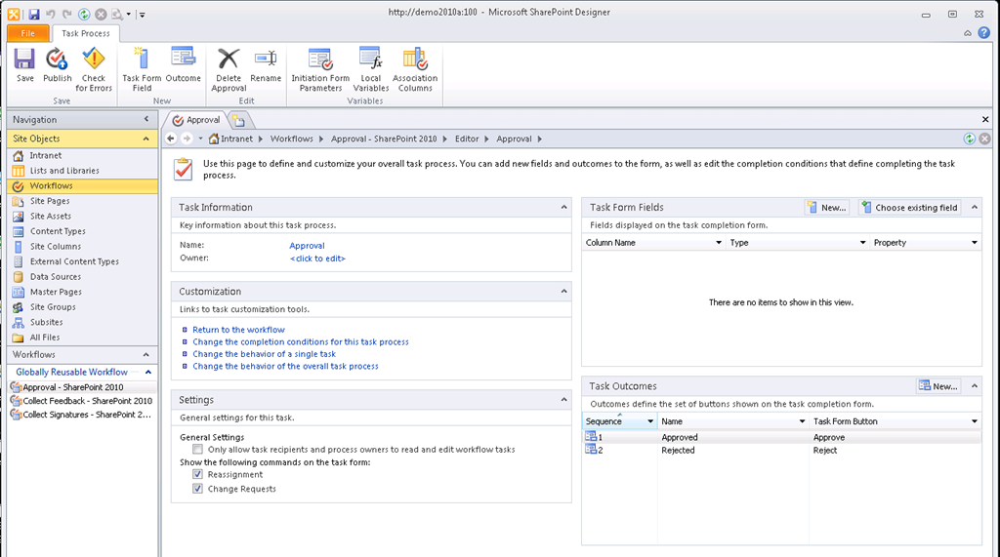 http://demo2010a:100 - Microsoft SharePoint Designer
File
Task Process
Save
Publish
Check for Errors
Save
Task Form Field
Outcome
New
Delete Approval
Rename
Edit
Initiation Form Parameters
Local Variables
Association Columns
Variables
Navigation
Site Objects
Intranet
Lists and Libraries
Workflows
Site Pages
Site Assets
Content Types
Site Columns
External Content Types
Data Sources
Master Pages
Site Groups
Subsites
All Files
Workflows
Globally Reusable Workflow
Approval - SharePoint 2010
Collect Feedback - SharePoint 2010
Collect Signatures - SharePoint 2...
Approval
Intranet
Workflows
Approval - SharePoint 2010
Editor
Approval
Use this page to define and customize your overall task process. You can add new fields and outcomes to the form, as well as edit the completion conditions that define completing the task
process.
Task Information
Key information about this task process.
Name: Approval
Owner: <click to edit>
Customization
Links to task customization tools.
Return to the workflow
Change the completion conditions for this task process
Change the behavior of a single task
Change the behavior of the overall task process
Settings
General settings for this task.
General Settings
Only allow task recipients and process owners to read and edit workflow tasks
Show the following commands on the task form:
Reassignment
Change Requests
Task Form Fields
New...
Choose existing field
Fields displayed on the task completion form.
Column Name
Type
Property
There are no items to show in this view.
Task Outcomes
New...
Outcomes define the set of buttons shown on the task completion form.
Sequence
Name
Task Form Button
1 Approved Approve
2 Rejected Reject